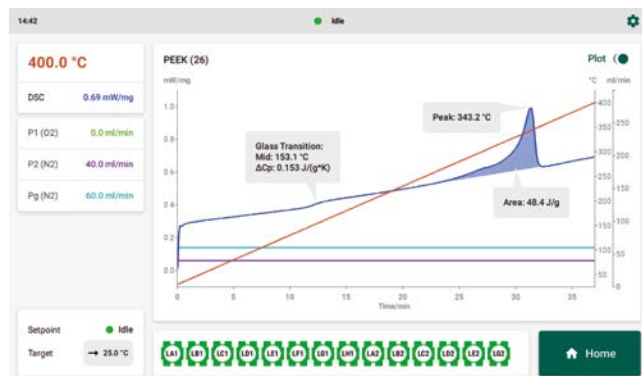 14:42
Idle
400.0 °C
DSC 0.69 mW/mg
P1 (O2) 0.0 ml/min
P2 (N2) 40.0 ml/min
Pg (N2) 60.0 ml/min
Setpoint Idle
Target → 25.0 °C
PEEK (26)
Plot
mW/mg
°C ml/min
1.0
0.8
0.6
0.4
0.2
0.0
Glass Transition:
Mid: 153.1 °C
ΔCp: 0.153 J/(g*K)
Peak: 343.2 °C
Area: 48.4 J/g
400
350
300
250
200
150
100
50
200
150
100
50
0
0 5 10 15 20 25 30 35
Time/min
LA1 LB1 LC1 LD1 LE1 LF1 LG1 LH1 LA2 LB2 LC2 LD2 LE2 LG2
Home